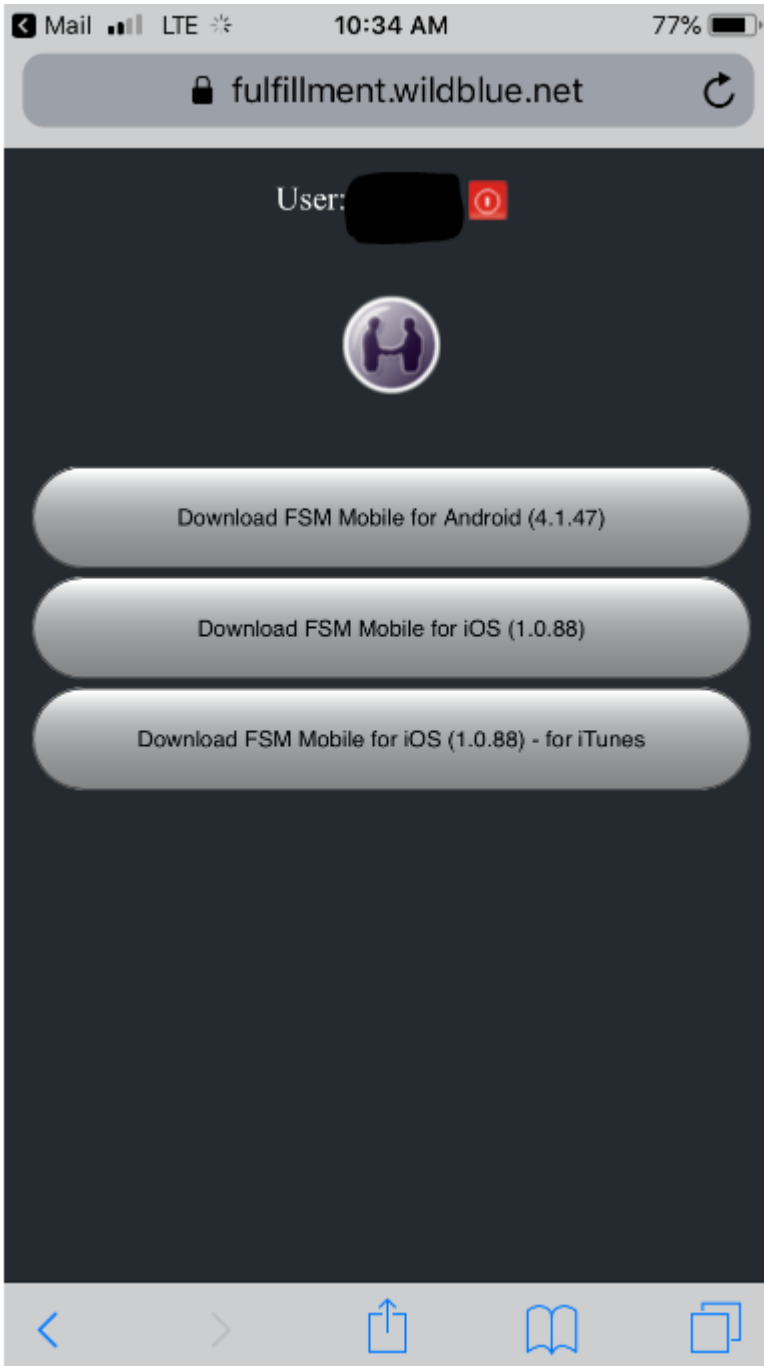 Mail LTE 10:34 AM 77%
fulfillment.wildblue.net
User:
Download FSM Mobile for Android (4.1.47)
Download FSM Mobile for iOS (1.0.88)
Download FSM Mobile for iOS (1.0.88) - for iTunes